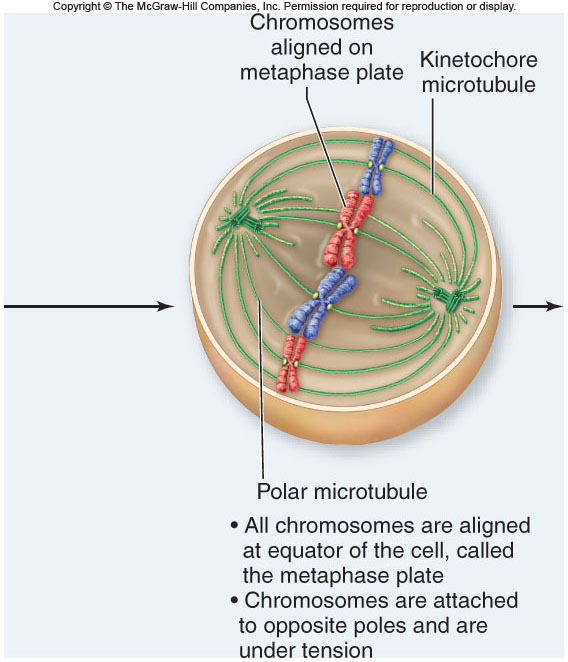 Copyright © The McGraw-Hill Companies, Inc. Permission required for reproduction or display.
Chromosomes
aligned on
metaphase plate
Kinetochore
microtubule
Polar microtubule
• All chromosomes are aligned
at equator of the cell, called
the metaphase plate
• Chromosomes are attached
to opposite poles and are
under tension